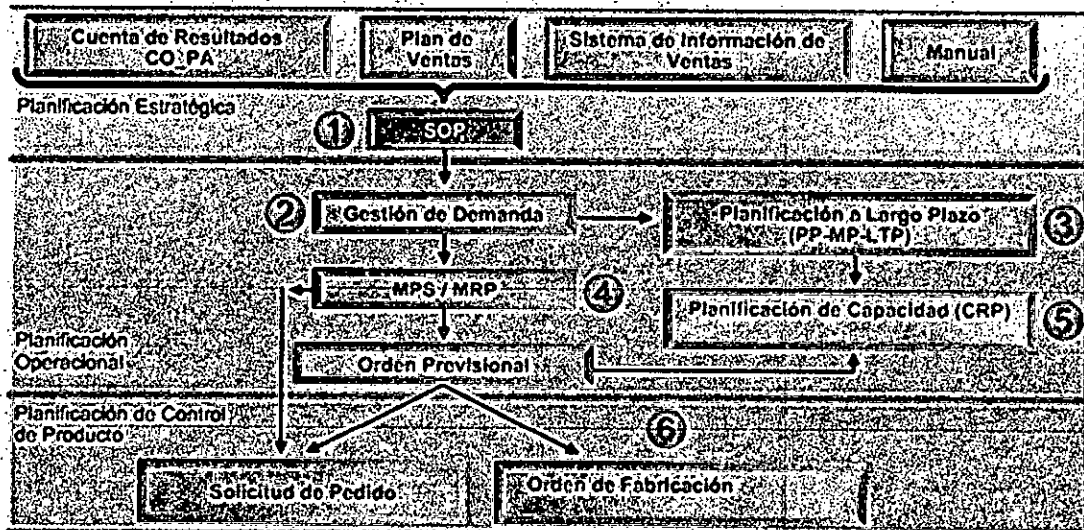 Cuenta de Resultados
CO_PA
Plan de
Ventas
Sistema de Información de
Ventas
Manual
Planificación Estratégica
① SOP
② Gestión de Demanda
Planificación a Largo Plazo
(PP-MP-LTP) ③
MPS / MRP ④
Planificación de Capacidad (CRP) ⑤
Planificación
Operacional
Orden Provisional
Planificación de Control
de Producto
⑥
Solicitud de Pedido
Orden de Fabricación